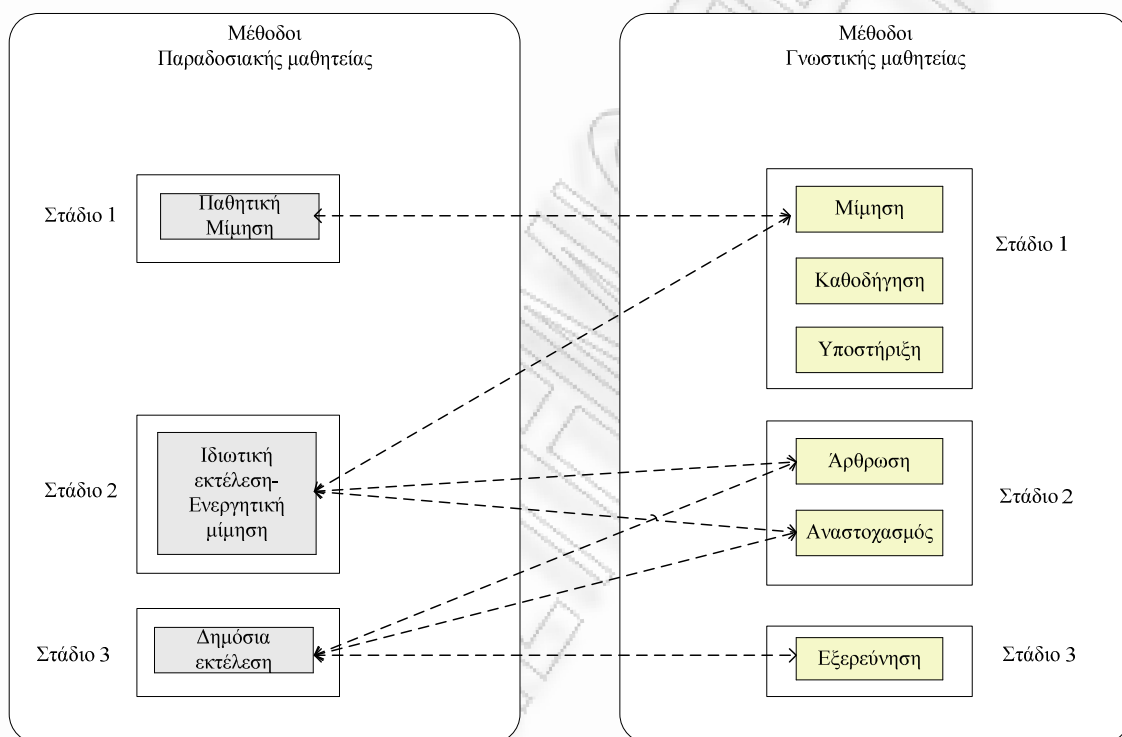 Μέθοδοι
Παραδοσιακής μαθητείας
Στάδιο 1
Παθητική
Μίμηση
Στάδιο 2
Ιδιωτική
εκτέλεση-
Ενεργητική
μίμηση
Στάδιο 3
Δημόσια
εκτέλεση
Μέθοδοι
Γνωστικής μαθητείας
Μίμηση
Καθοδήγηση
Υποστήριξη
Στάδιο 1
Άρθρωση
Αναστοχασμός
Στάδιο 2
Εξερεύνηση
Στάδιο 3